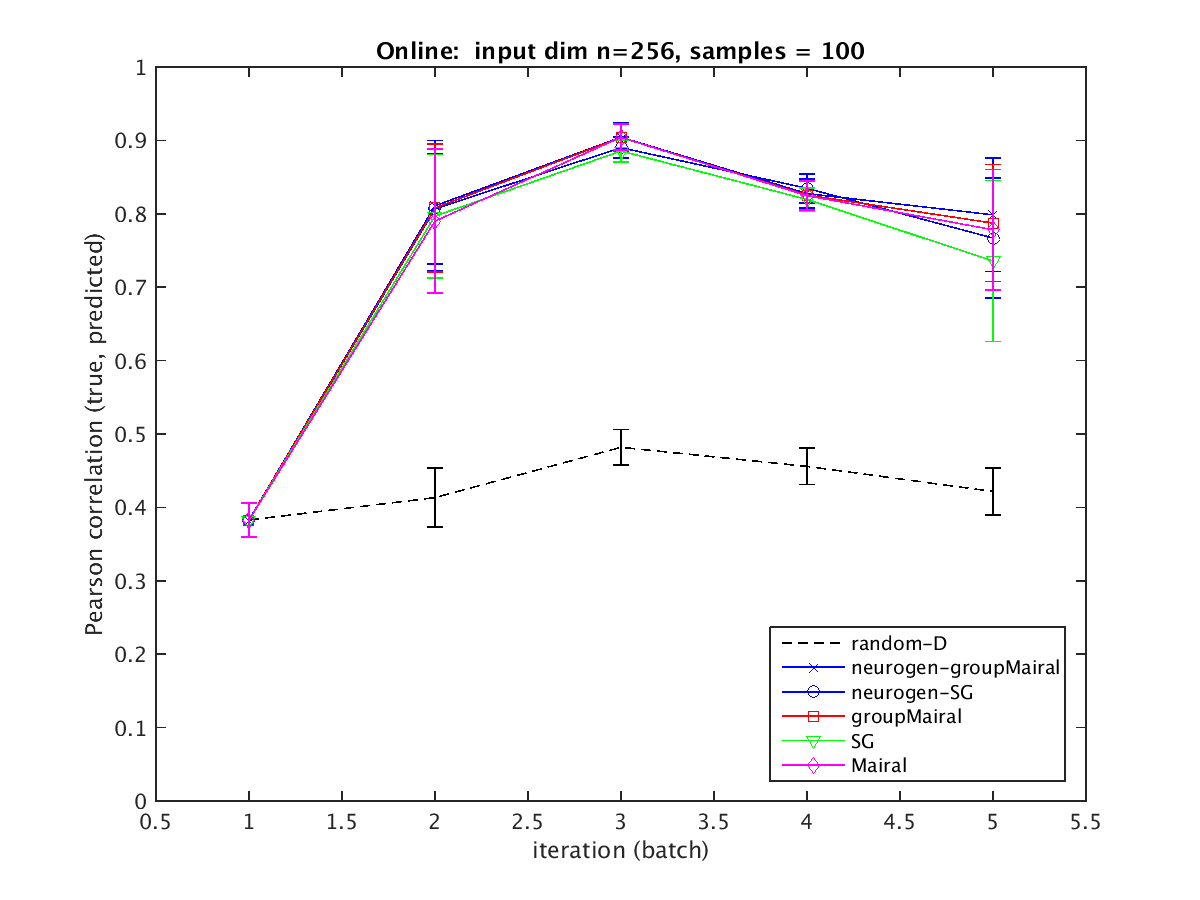 Online:  input dim n=256, samples = 100
Pearson correlation (true, predicted)
1
0.9
0.8
0.7
0.6
0.5
0.4
0.3
0.2
0.1
0
0.5 1 1.5 2 2.5 3 3.5 4 4.5 5 5.5
iteration (batch)
random-D
neurogen-groupMairal
neurogen-SG
groupMairal
SG
Mairal